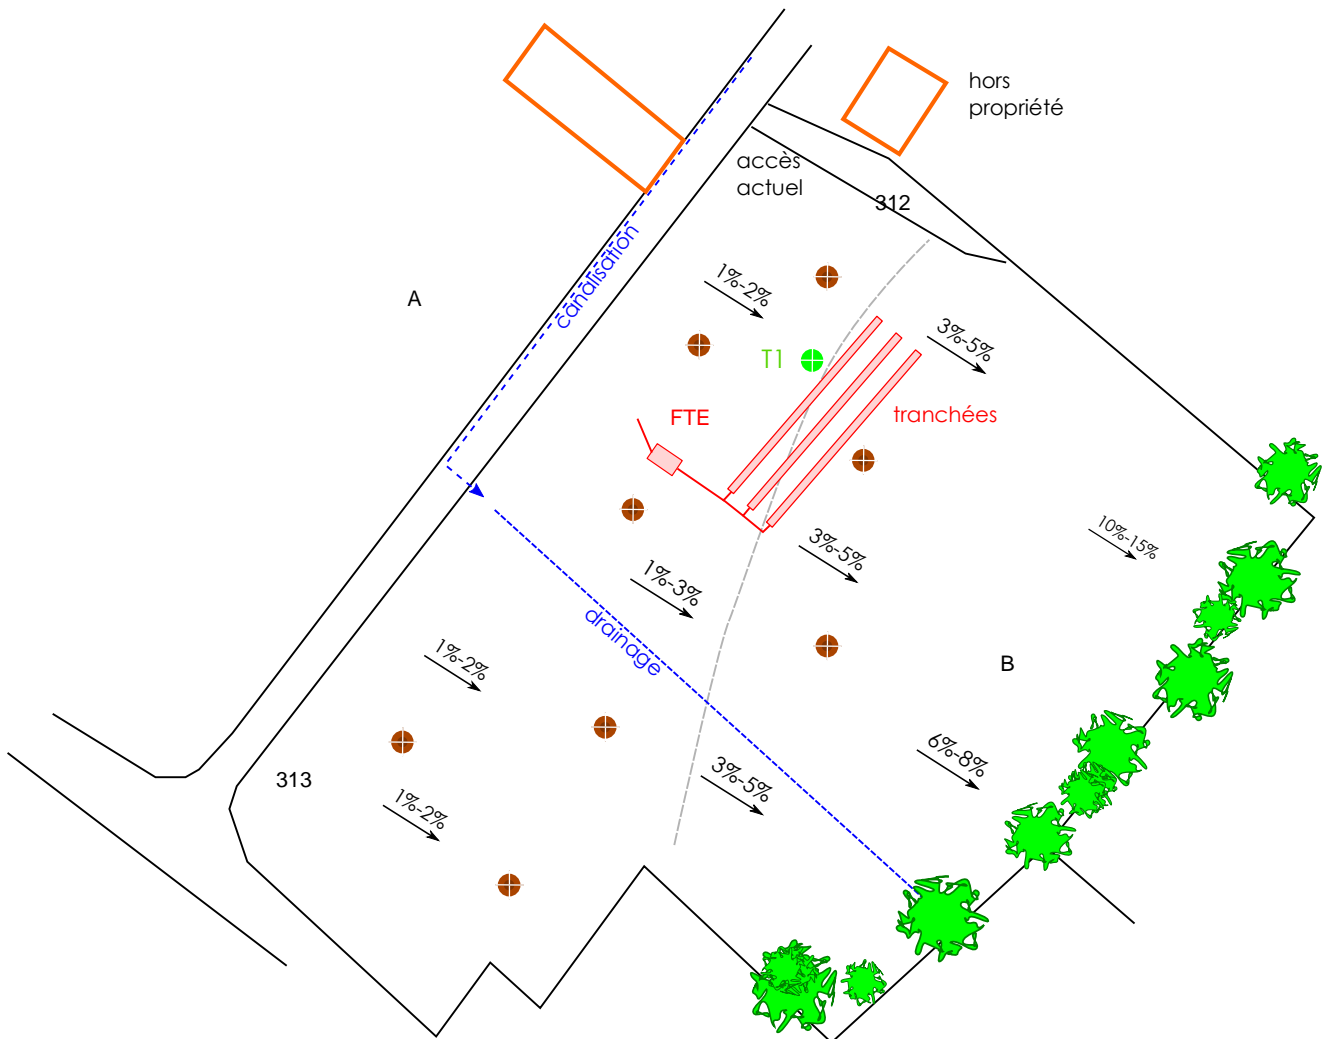 hors
propriété
accès
actuel
312
canalisation
1%-2%
A
3%-5%
T1
FTE
tranchées
10%-15%
3%-5%
1%-3%
drainage
1%-2%
B
6%-8%
313
3%-5%
1%-2%